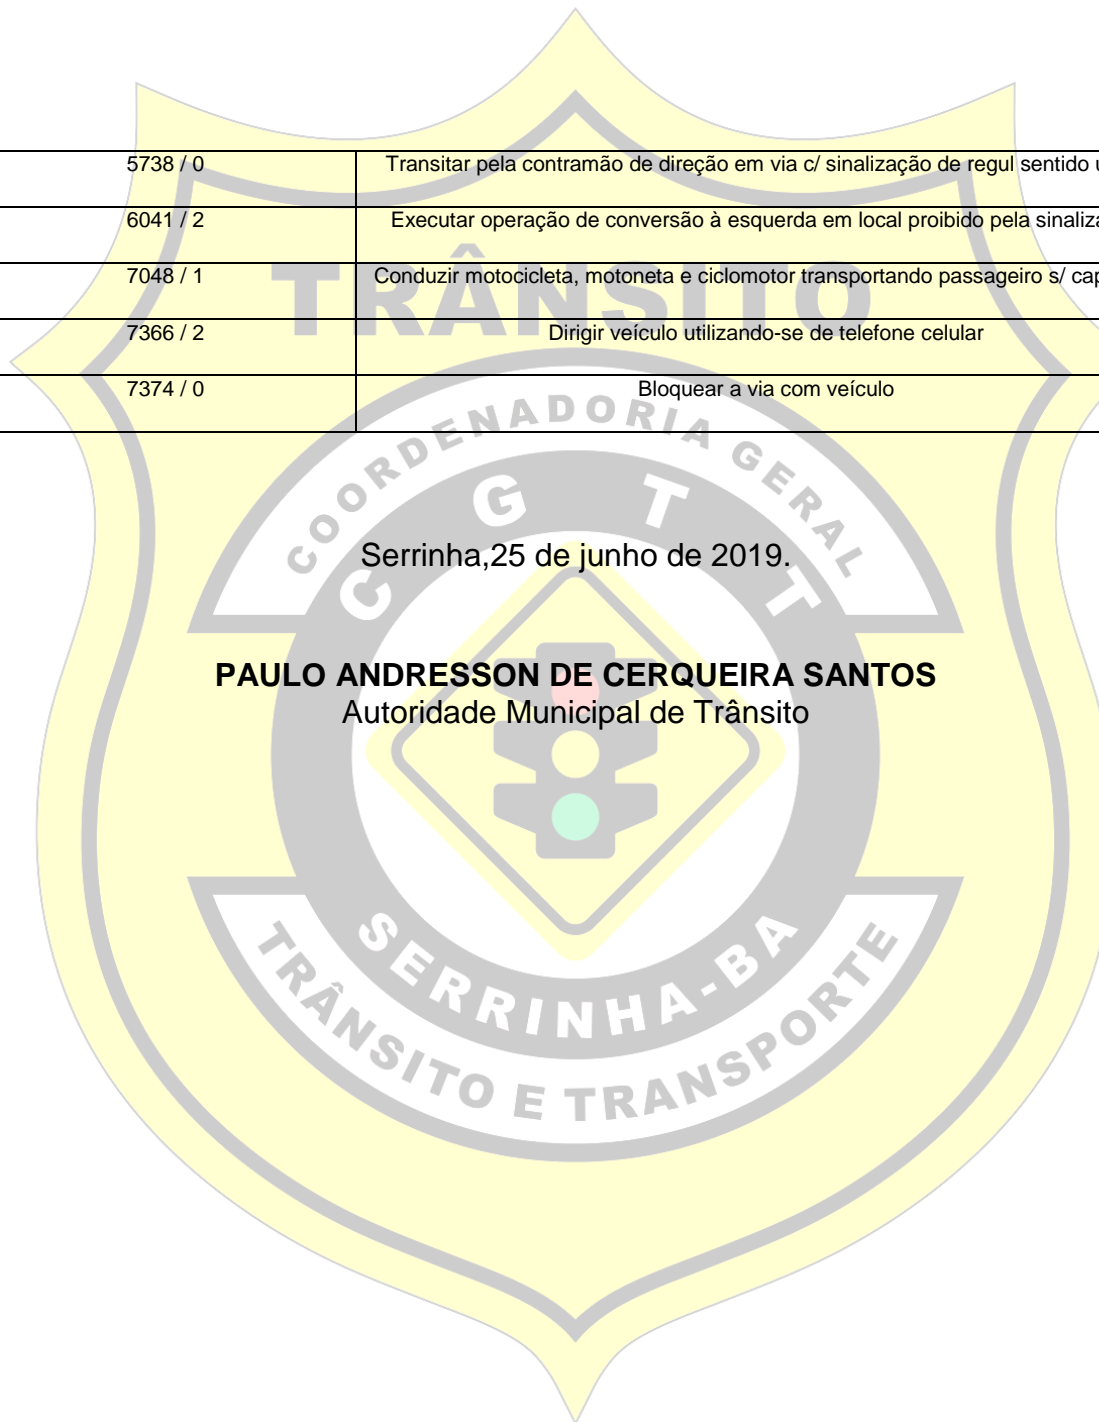 5738 / 0 Transitar pela contramão de direção em via c/ sinalização de regul sentido
6041 / 2 Executar operação de conversão à esquerda em local proibido pela
7048 / 1 Conduzir motocicleta, motoneta e ciclomotor transportando passageiro s/
7366 / 2 Dirigir veículo utilizando-se de telefone celular
7374 / 0 Bloquear a via com veículo
TRÂNSITO
COORDENADORIA GERAL
C G T T
Serrinha,25 de junho de 2019.
PAULO ANDRESSON DE CERQUEIRA SANTOS
Autoridade Municipal de Trânsito
SERRINHA-BA
TRÂNSITO E TRANSPORTE